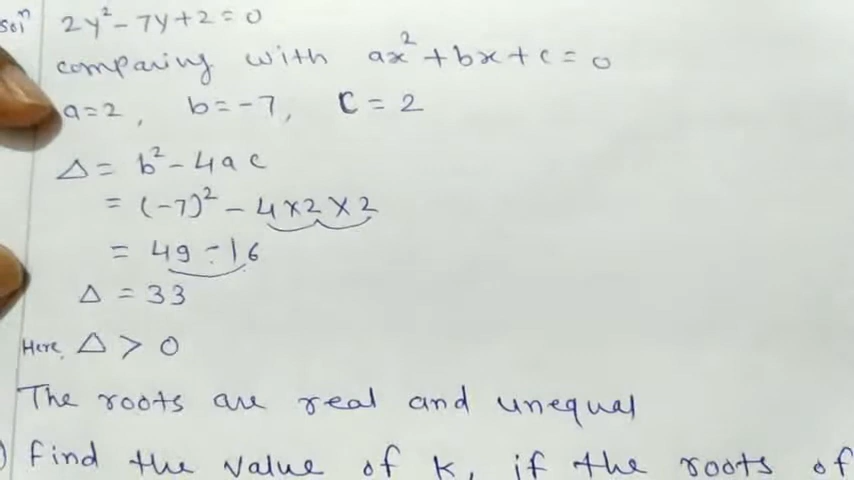 Solⁿ 2y² - 7y + 2 = 0
comparing with ax² + bx + c = 0
a = 2, b = -7, C = 2
△ = b² - 4ac
= (-7)² - 4×2×2
= 49 - 16
△ = 33
Here, △ > 0
The roots are real and unequal
) find the value of k, if the roots of